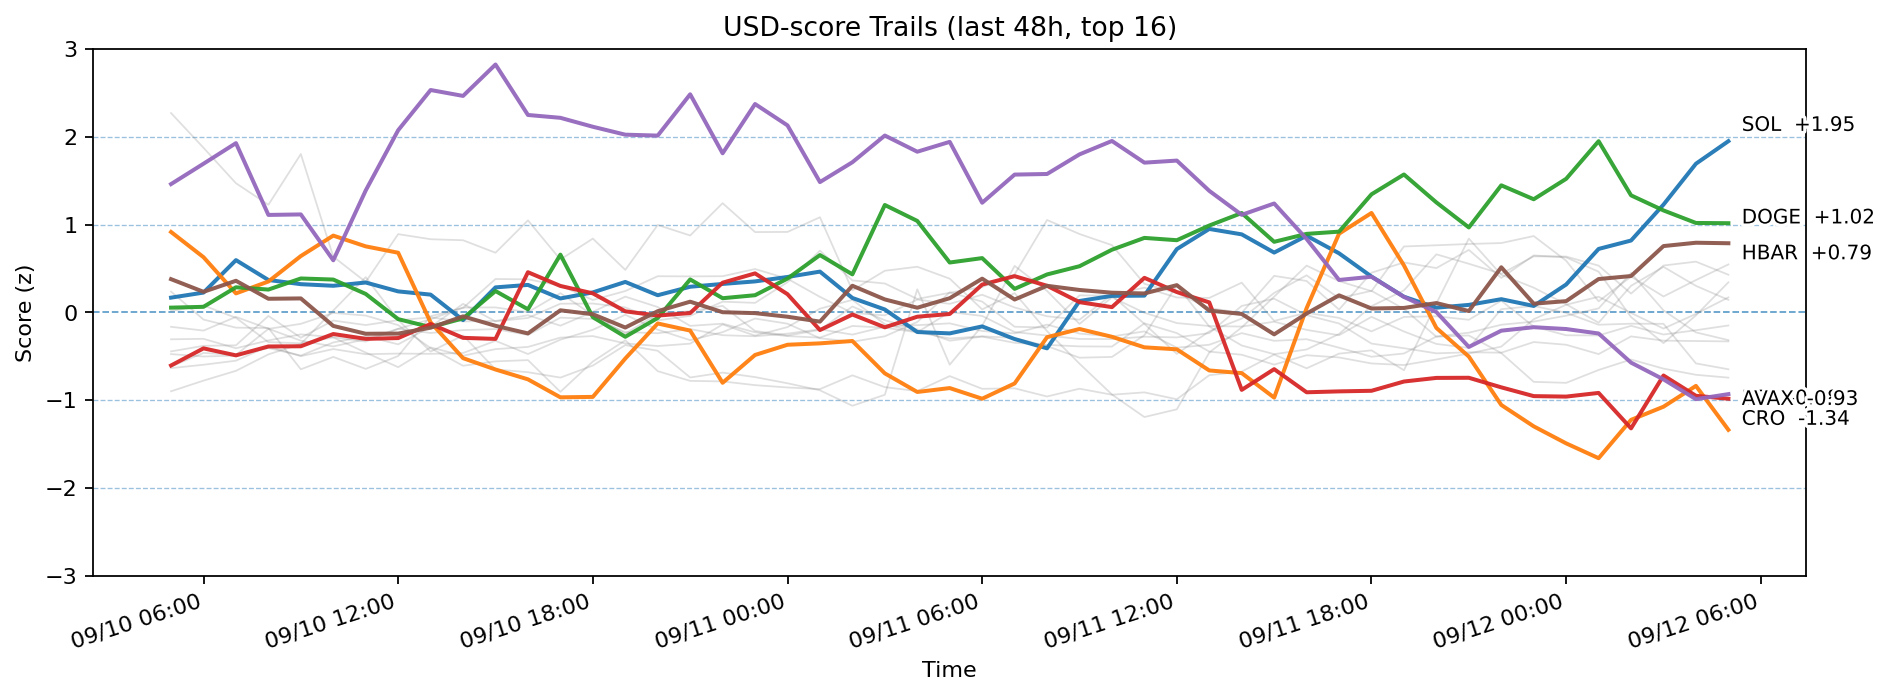 USD-score Trails (last 48h, top 16)
3
2
1
0
−1
−2
−3
Score (z)
SOL +1.95
DOGE +1.02
HBAR +0.79
AVAX -0.93
CRO -1.34
09/10 06:00
09/10 12:00
09/10 18:00
09/11 00:00
09/11 06:00
09/11 12:00
09/11 18:00
09/12 00:00
09/12 06:00
Time